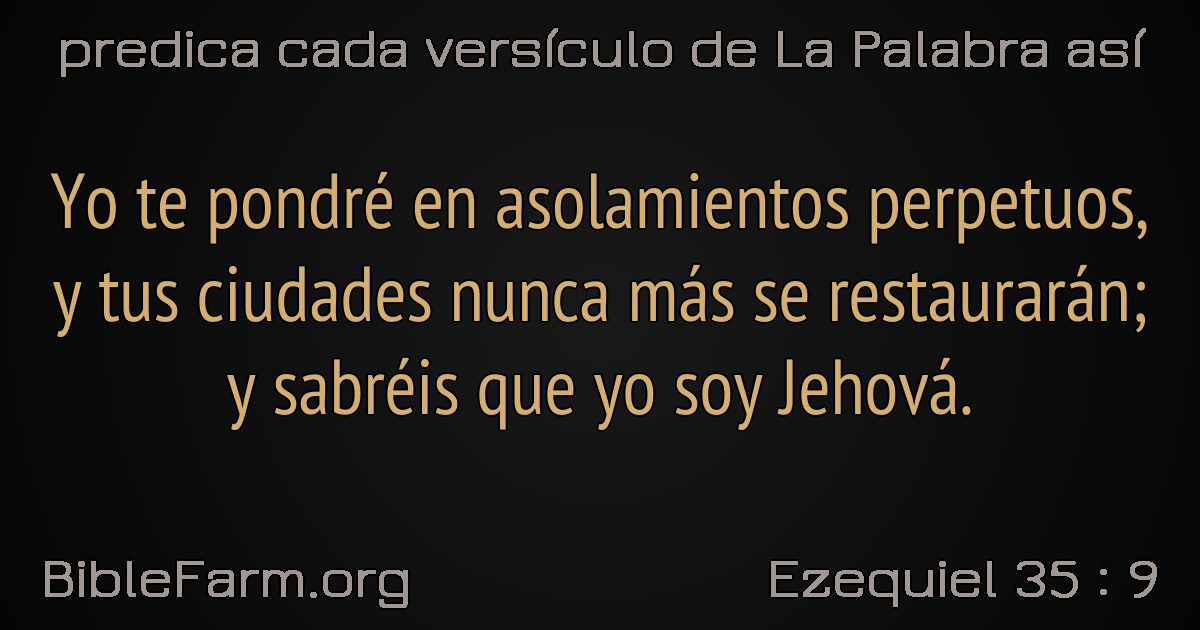 predica cada versículo de La Palabra así
Yo te pondré en asolamientos perpetuos,
y tus ciudades nunca más se restaurarán;
y sabréis que yo soy Jehová.
BibleFarm.org
Ezequiel 35 : 9